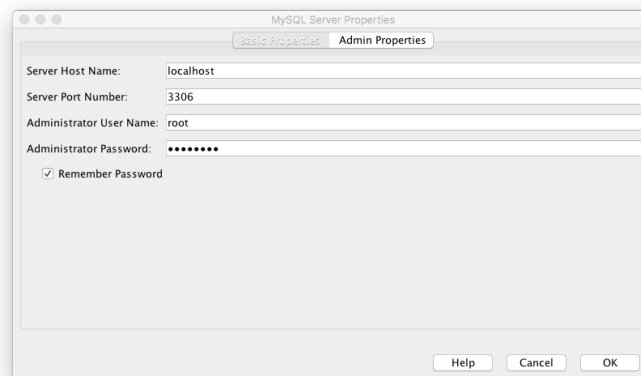 MySQL Server Properties
Basic Properties Admin Properties
Server Host Name: localhost
Server Port Number: 3306
Administrator User Name: root
Administrator Password: ••••••••
Remember Password
Help Cancel OK